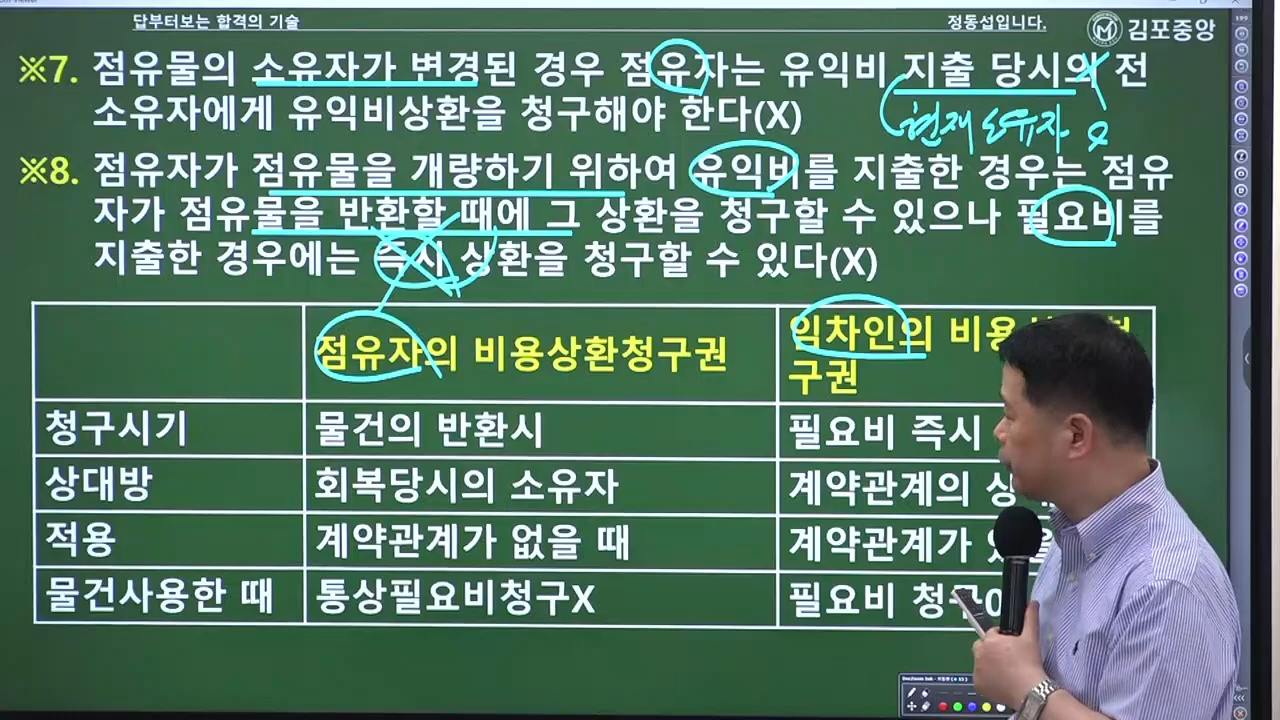 답부터보는 합격의 기술
정동섭입니다.
김포중앙
※7. 점유물의 소유자가 변경된 경우 점유자는 유익비 지출 당시의 전
소유자에게 유익비상환을 청구해야 한다(X)
현재 소유자
※8. 점유자가 점유물을 개량하기 위하여 유익비를 지출한 경우는 점유
자가 점유물을 반환할 때에 그 상환을 청구할 수 있으나 필요비를
지출한 경우에는 즉시 상환을 청구할 수 있다(X)
점유자의 비용상환청구권
임차인의 비용
구권
청구시기 물건의 반환시 필요비 즉시
상대방 회복당시의 소유자 계약관계의
적용 계약관계가 없을 때 계약관계가
물건사용한 때 통상필요비청구X 필요비